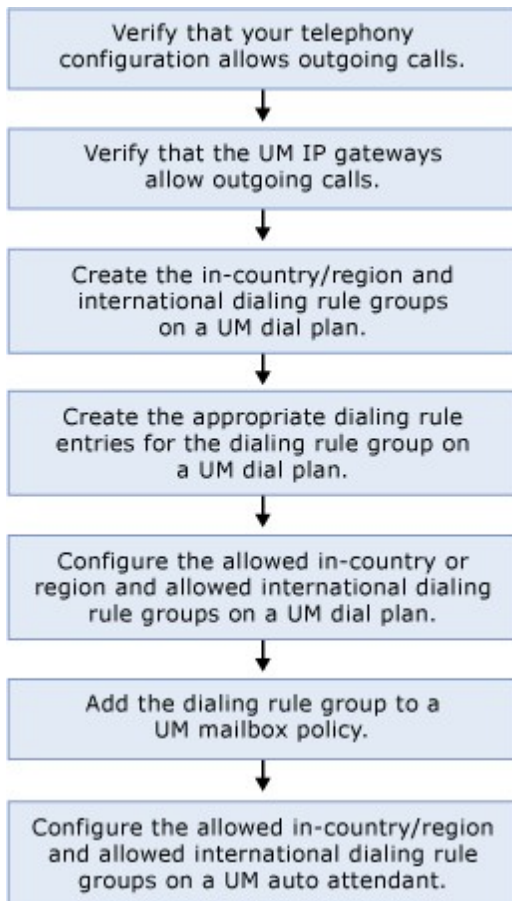 Verify that your telephony
configuration allows outgoing calls.
Verify that the UM IP gateways
allow outgoing calls.
Create the in-country/region and
international dialing rule groups
on a UM dial plan.
Create the appropriate dialing rule
entries for the dialing rule group on
a UM dial plan.
Configure the allowed in-country or
region and allowed international dialing
rule groups on a UM dial plan.
Add the dialing rule group to a
UM mailbox policy.
Configure the allowed in-country/region
and allowed international dialing rule
groups on a UM auto attendant.